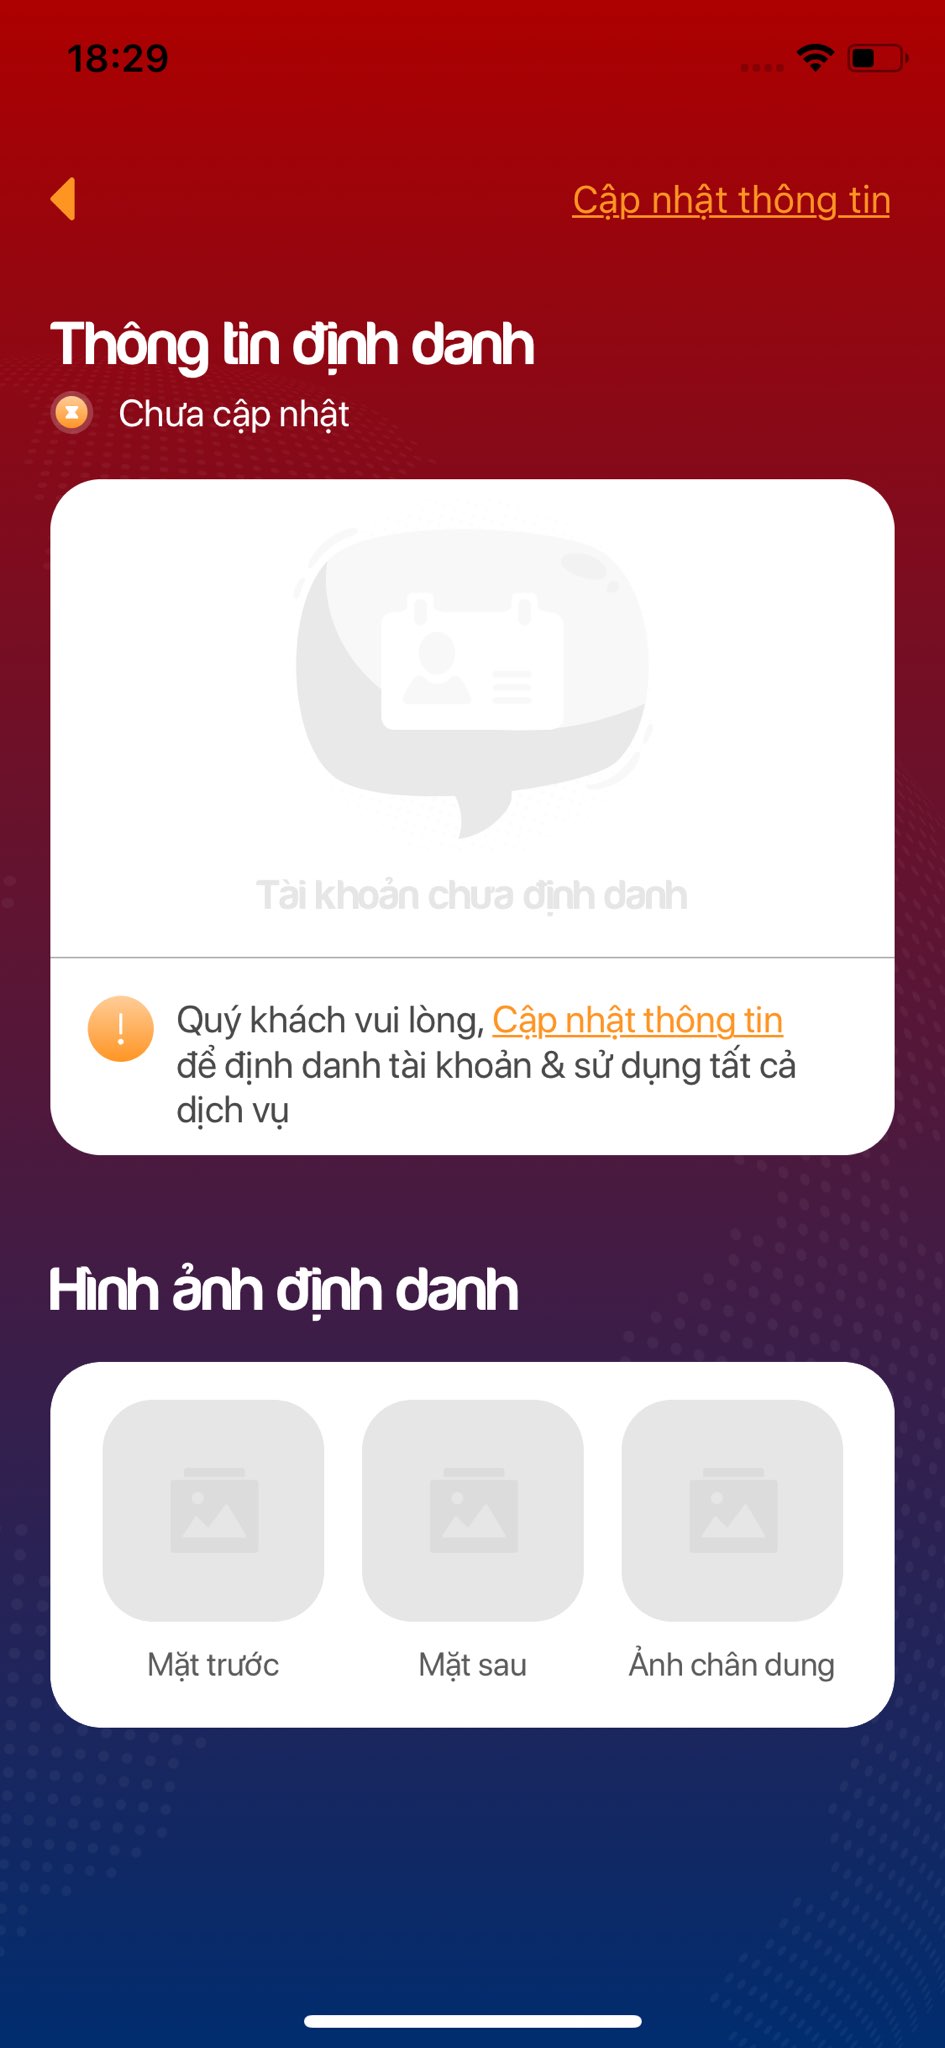 18:29
Cập nhật thông tin
Thông tin định danh
Chưa cập nhật
Tài khoản chưa định danh
Quý khách vui lòng, Cập nhật thông tin
để định danh tài khoản & sử dụng tất cả
dịch vụ
Hình ảnh định danh
Mặt trước
Mặt sau
Ảnh chân dung